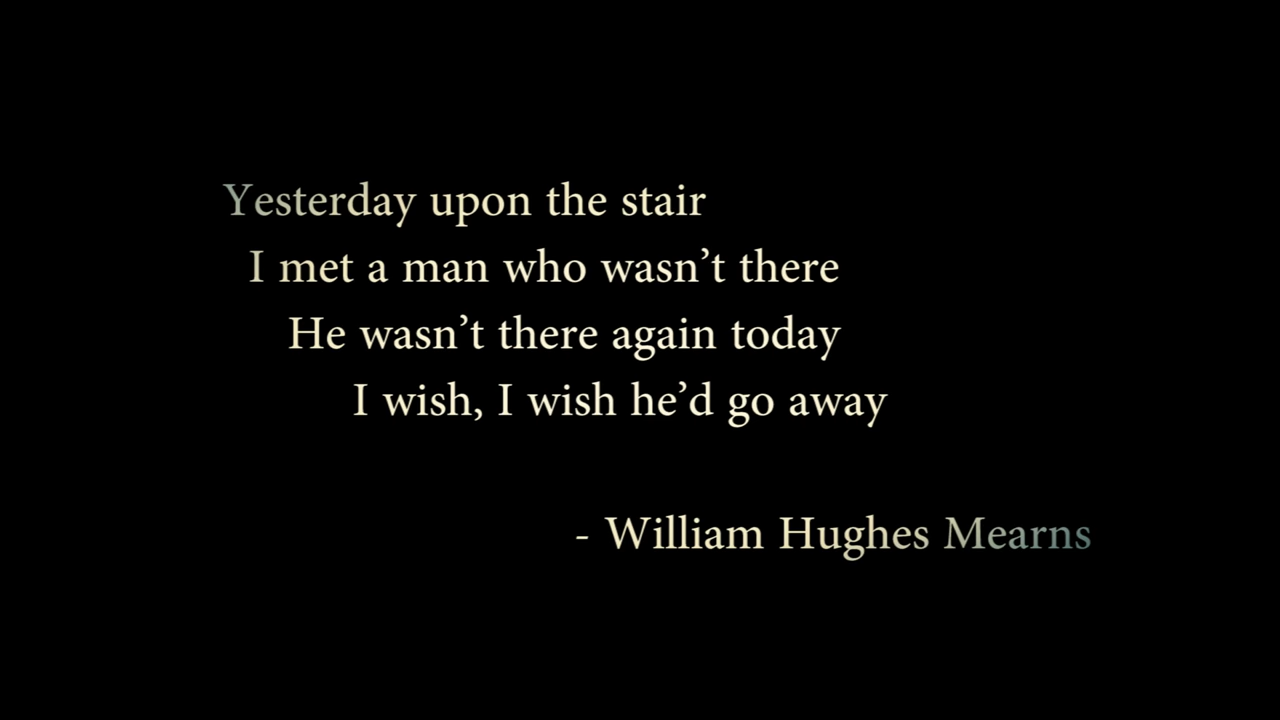 Yesterday upon the stair
I met a man who wasn’t there
He wasn’t there again today
I wish, I wish he’d go away
- William Hughes Mearns